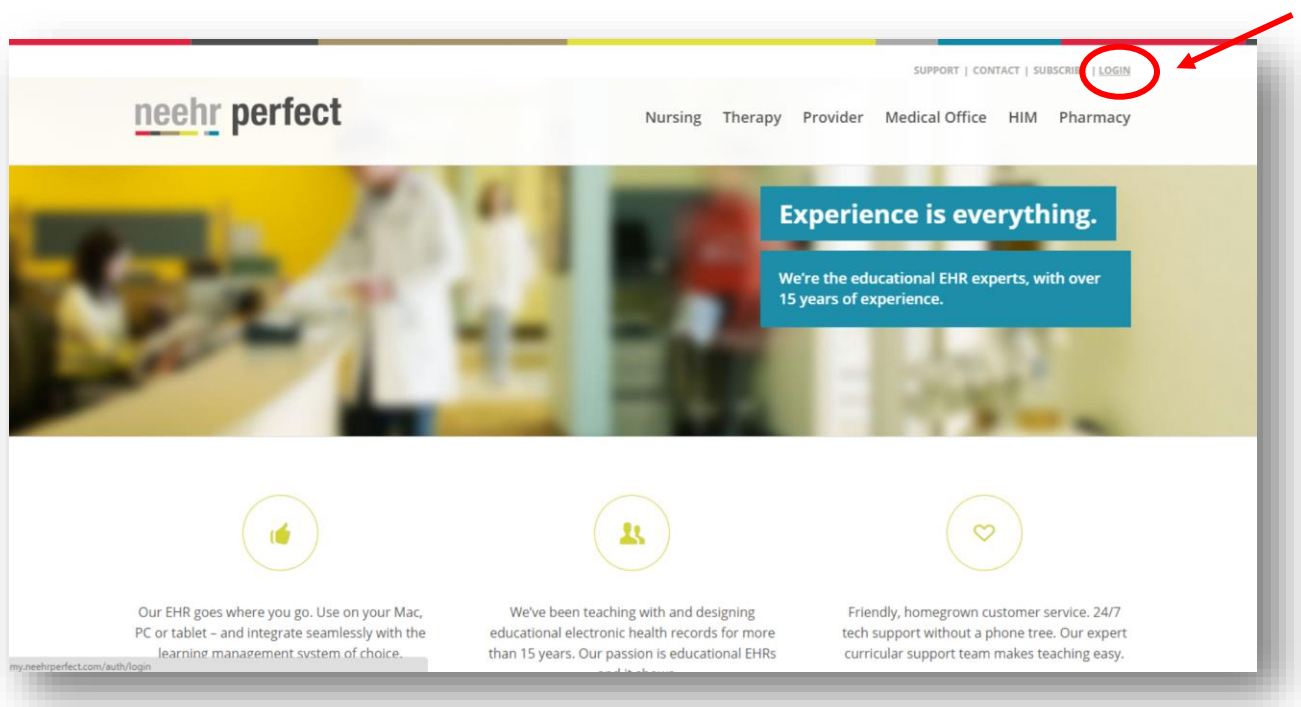 SUPPORT | CONTACT | SUBSCRIBE | LOGIN
neehr perfect
Nursing Therapy Provider Medical Office HIM Pharmacy
Experience is everything.
We're the educational EHR experts, with over
15 years of experience.
Our EHR goes where you go. Use on your Mac,
PC or tablet – and integrate seamlessly with the
learning management system of choice.
We've been teaching with and designing
educational electronic health records for more
than 15 years. Our passion is educational EHRs
and it shows.
Friendly, homegrown customer service. 24/7
tech support without a phone tree. Our expert
curricular support team makes teaching easy.
my.neehrperfect.com/auth/login